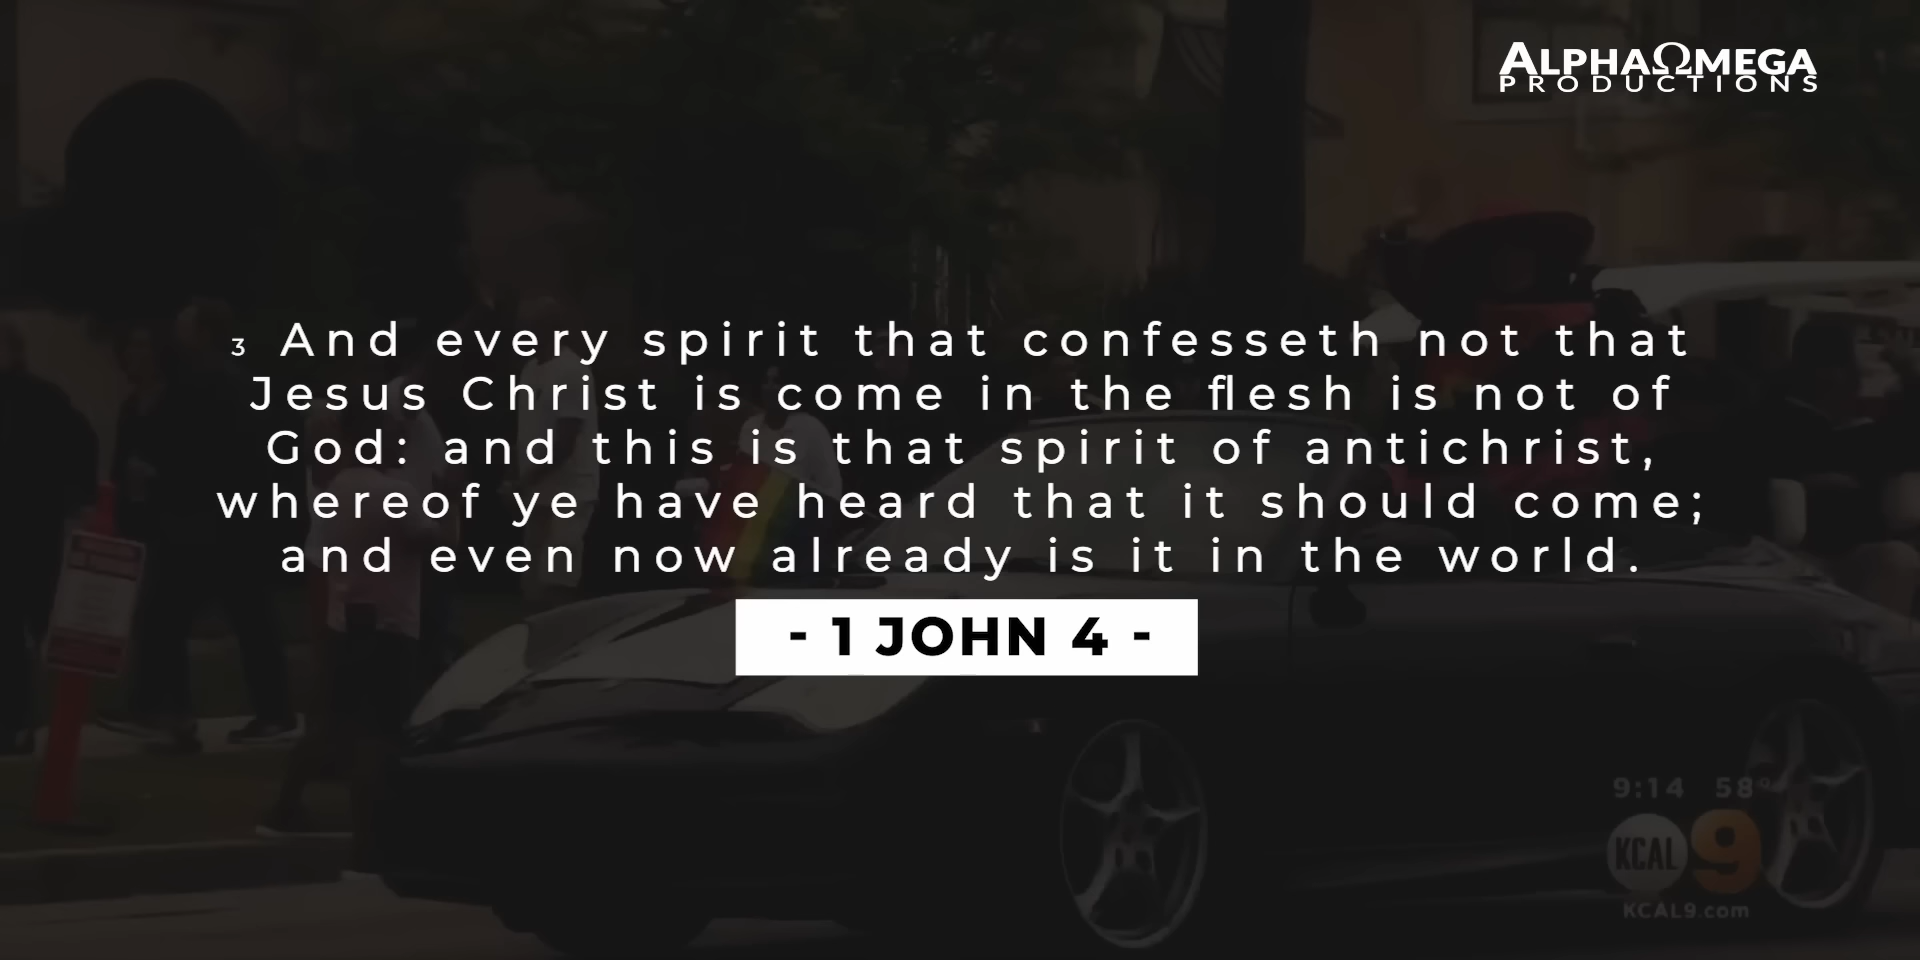 ALPHAΩMEGA
PRODUCTIONS
3 And every spirit that confesseth not that
Jesus Christ is come in the flesh is not of
God: and this is that spirit of antichrist,
whereof ye have heard that it should come;
and even now already is it in the world.
- 1 JOHN 4 -
9:14 58°
KCAL 9
KCAL9.com